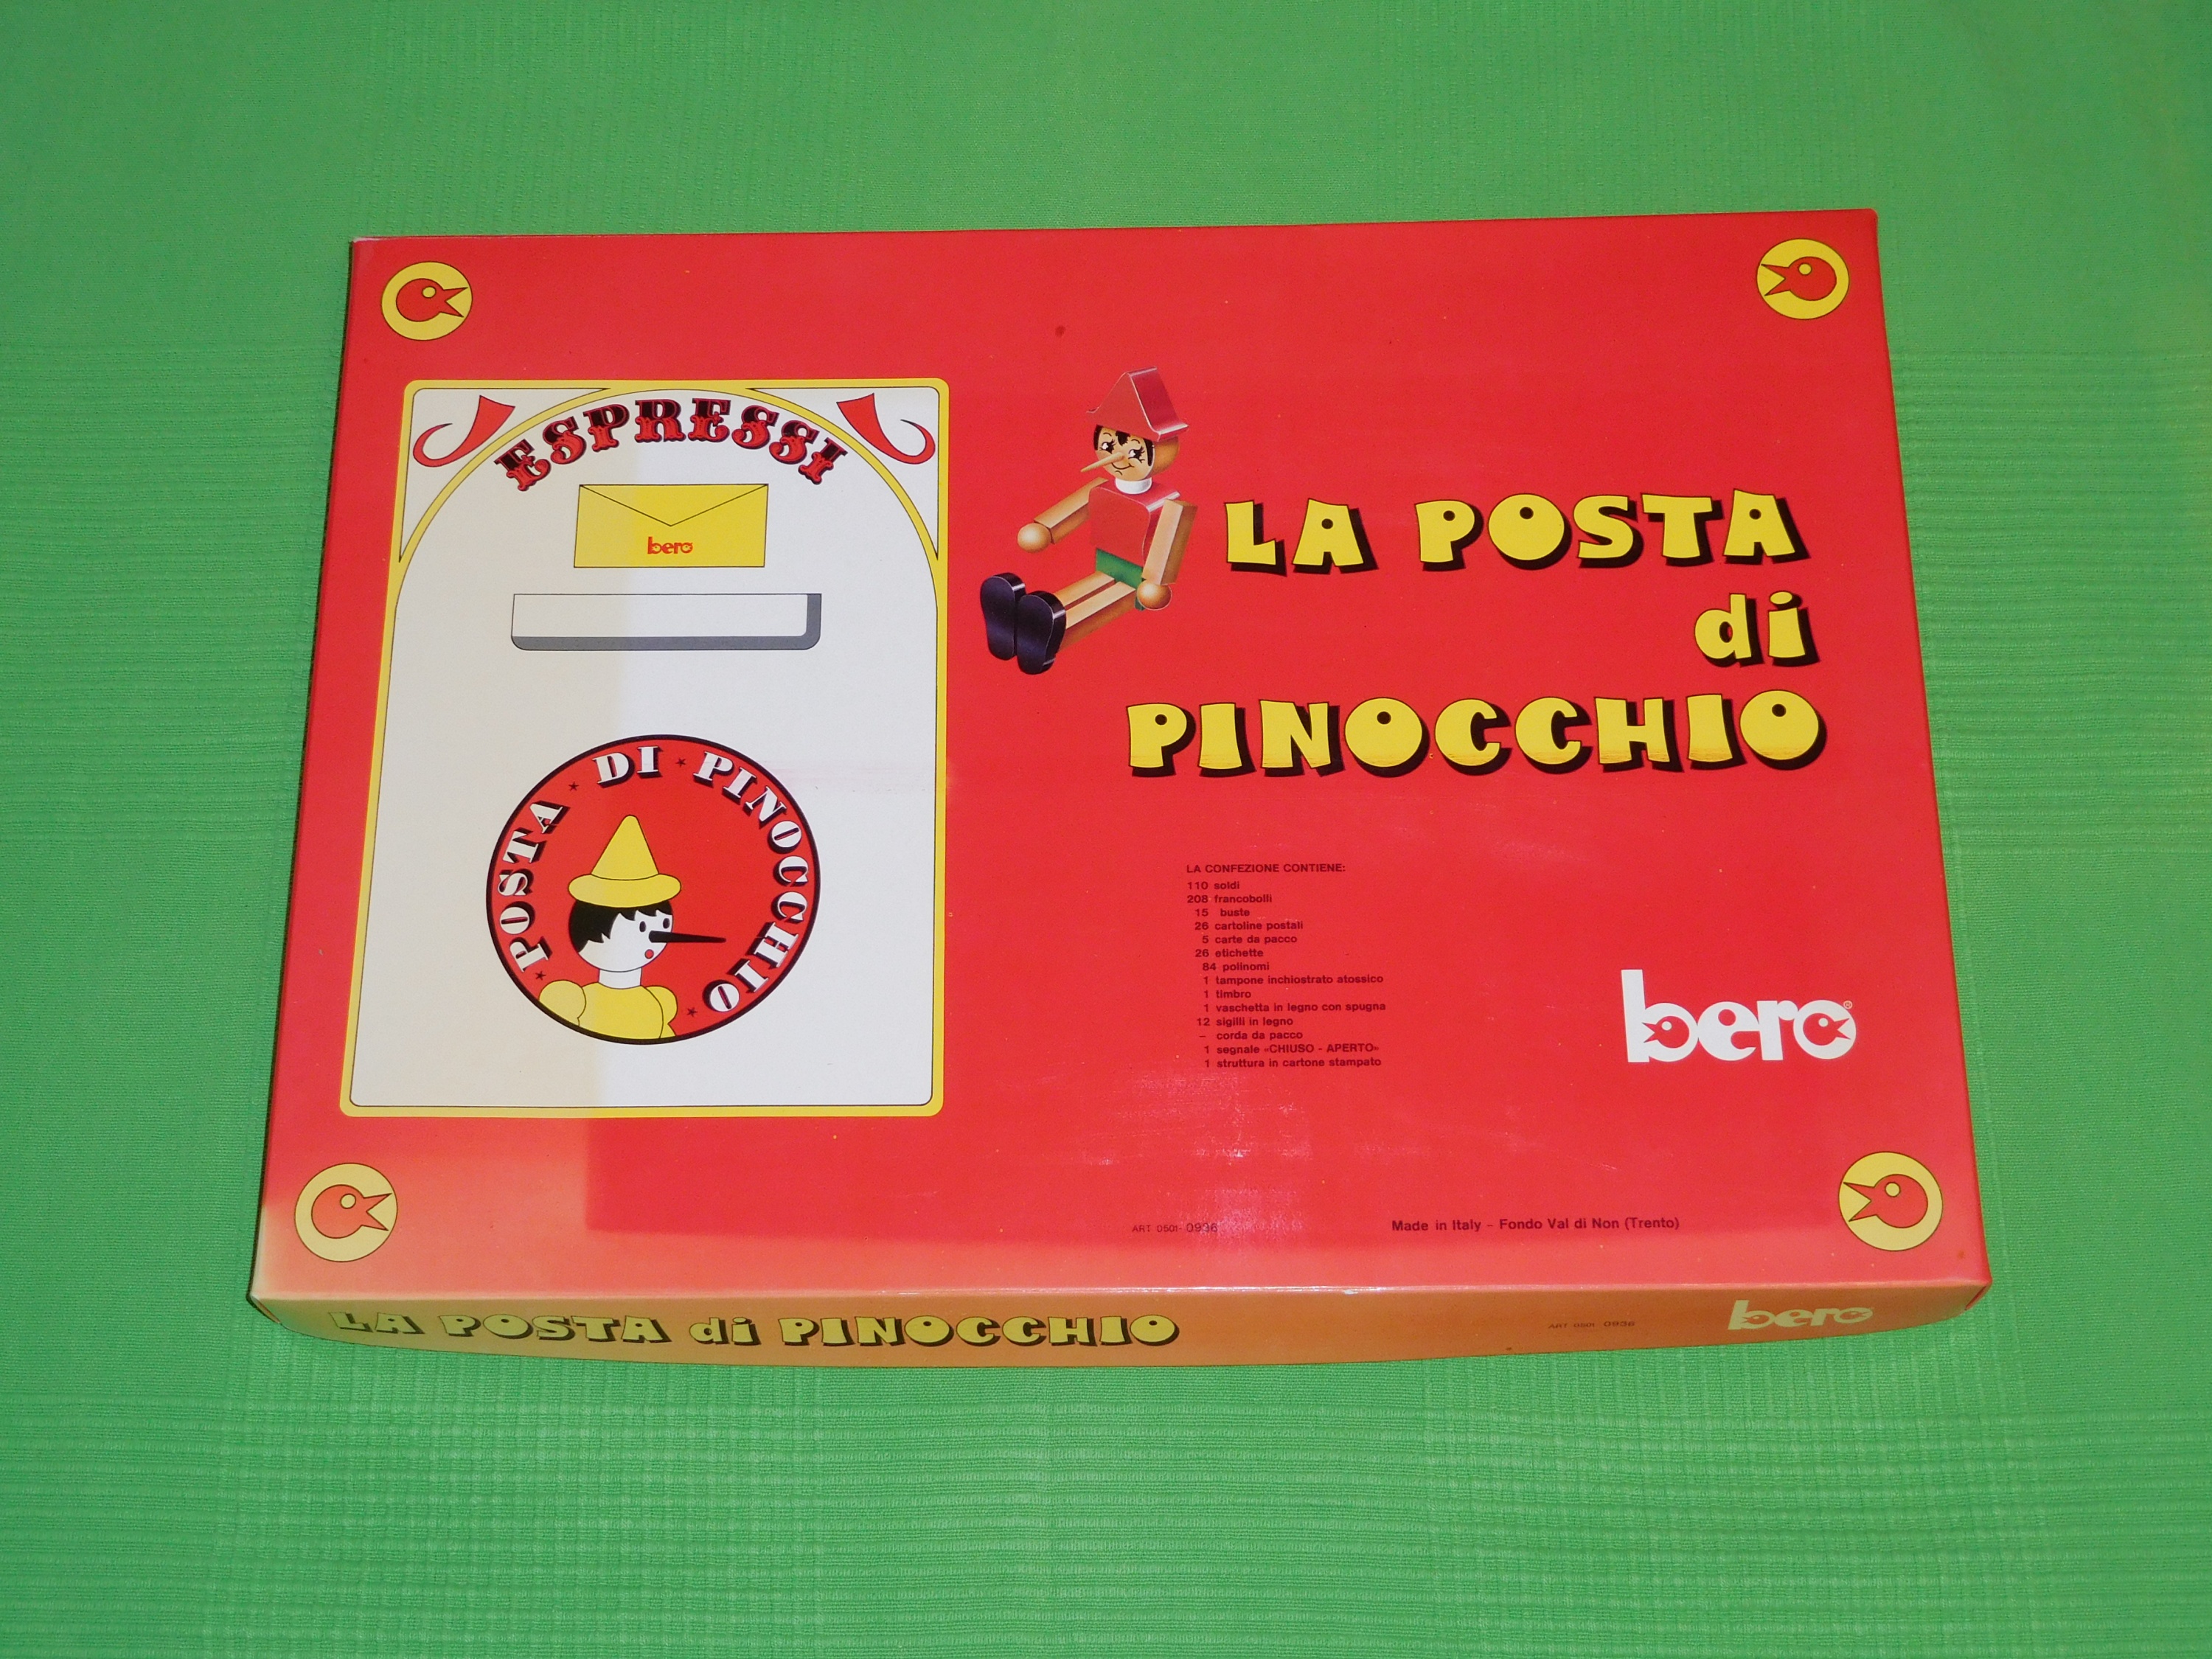 ESPRESSI
bero
POSTA · DI · PINOCCHIO
LA POSTA
di
PINOCCHIO
LA CONFEZIONE CONTIENE:
110 soldi
208 francobolli
15 buste
26 cartoline postali
5 carte da pacco
26 etichette
84 polinomi
1 tampone inchiostrato atossico
1 timbro
1 vaschetta in legno con spugna
12 sigilli in legno
– corda da pacco
1 segnale «CHIUSO - APERTO»
1 struttura in cartone stampato
bero®
ART 0501- 0936
Made in Italy – Fondo Val di Non (Trento)
LA POSTA di PINOCCHIO
ART 0501 0936
bero